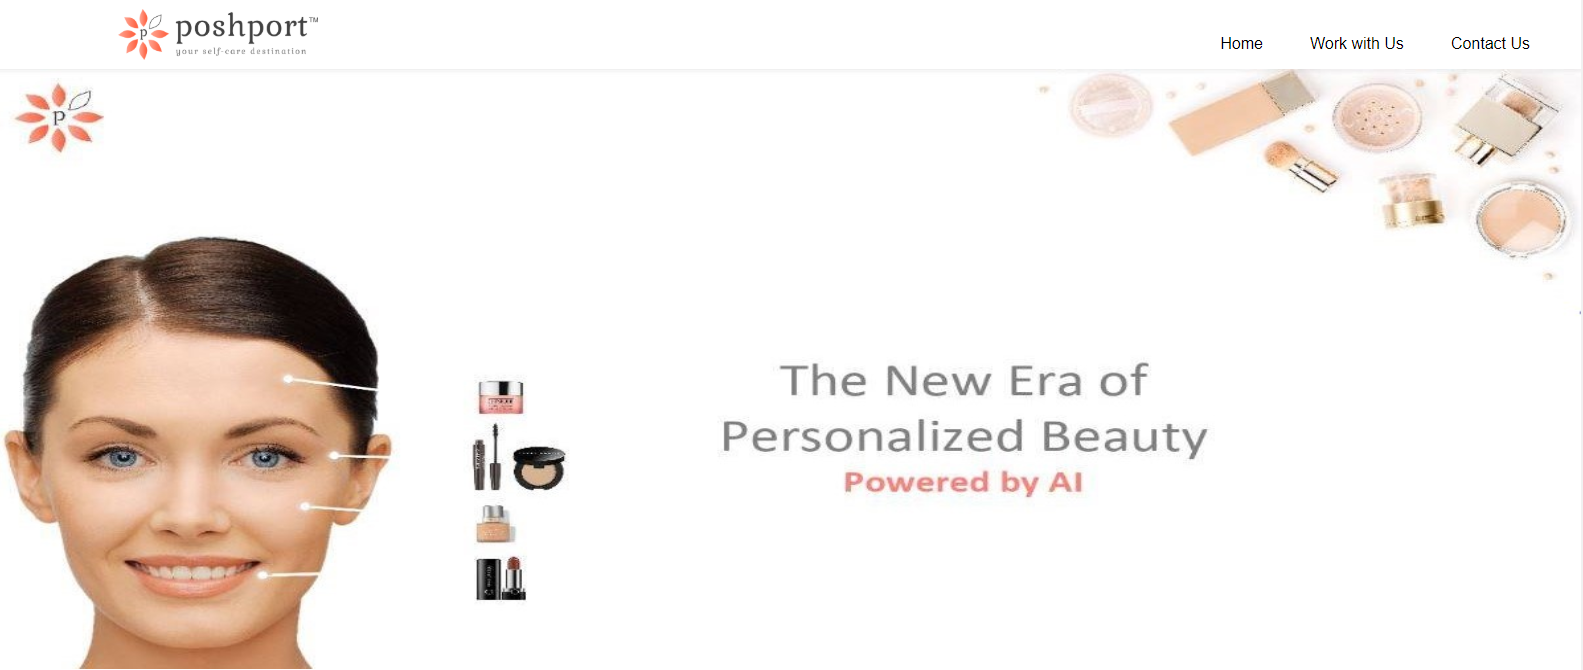 p
poshport™
your self-care destination
Home Work with Us Contact Us
p
The New Era of
Personalized Beauty
Powered by AI